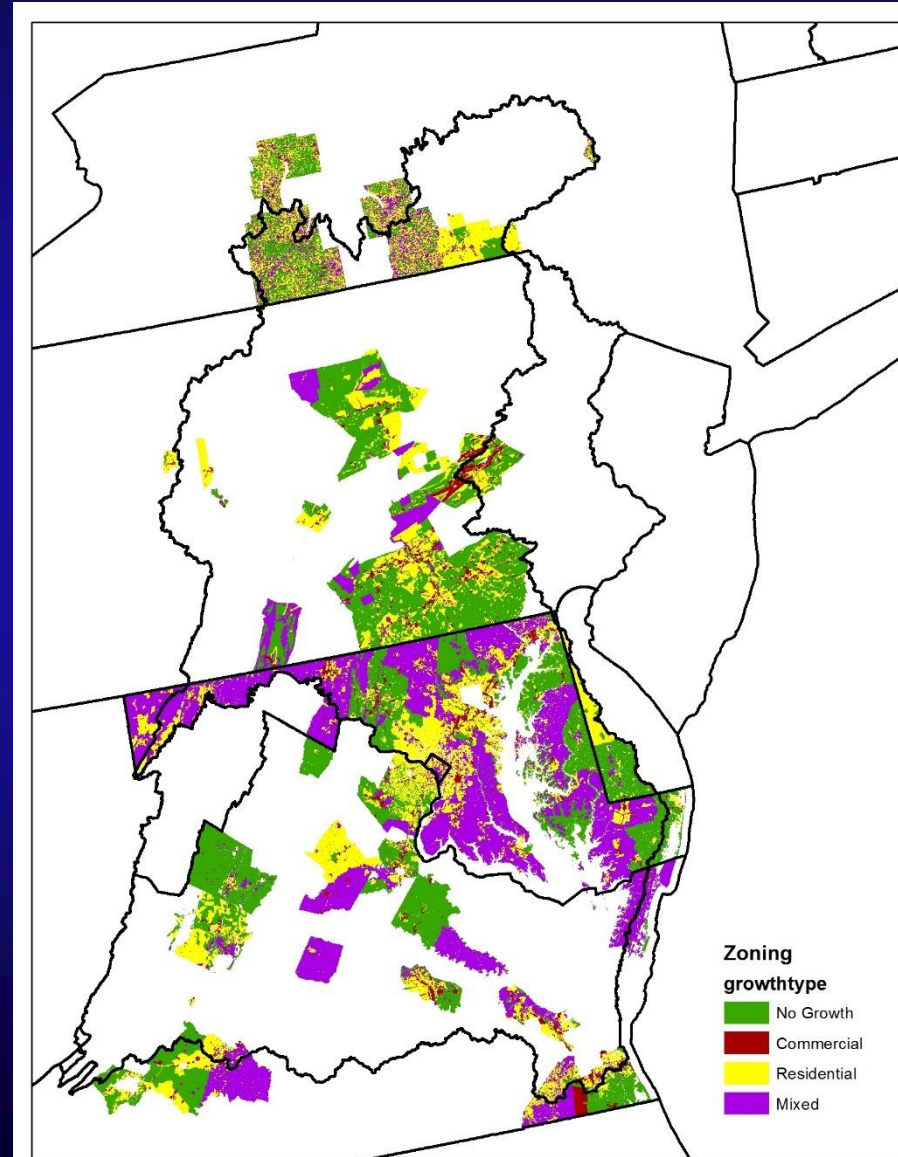 Zoning
growthtype
No Growth
Commercial
Residential
Mixed